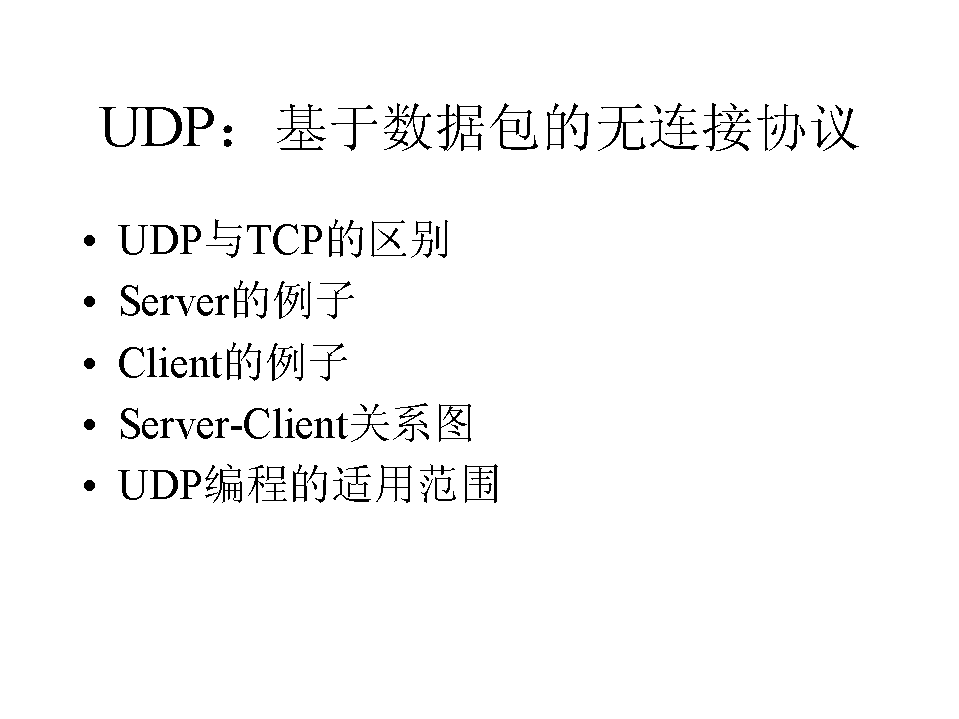 UDP：基于数据包的无连接协议
• UDP与TCP的区别
• Server的例子
• Client的例子
• Server-Client关系图
• UDP编程的适用范围